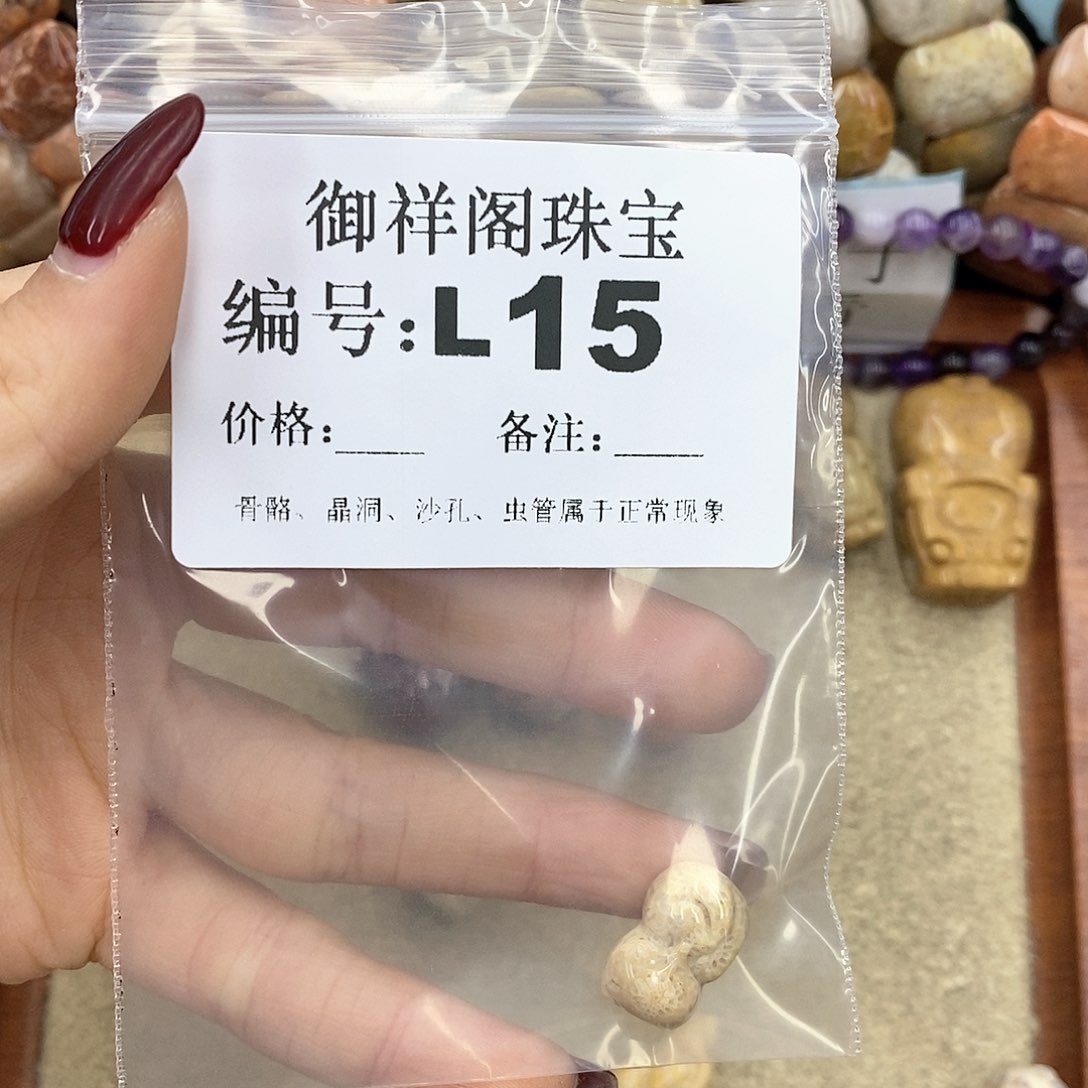 御祥阁珠宝
编号:L15
价格:____ 备注:____
骨骼、晶洞、沙孔、虫管属于正常现象